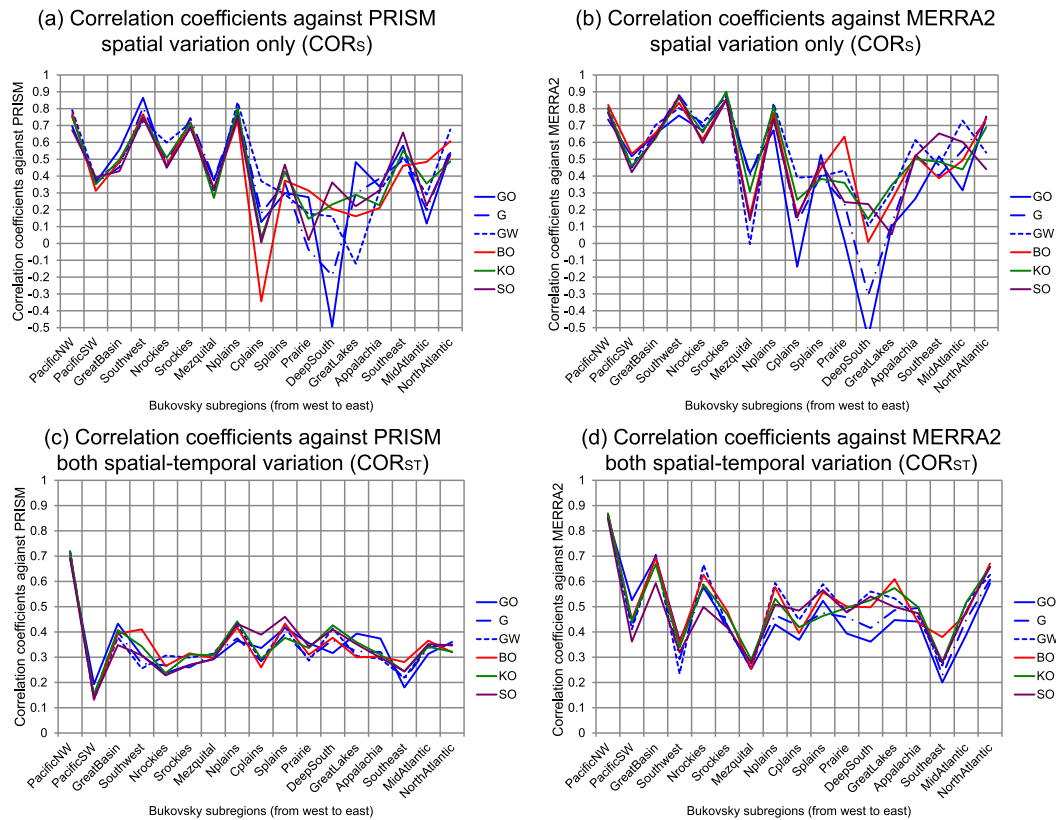 (a) Correlation coefficients against PRISM
spatial variation only (CORS)
Correlation coefficients against PRISM
1
0.9
0.8
0.7
0.6
0.5
0.4
0.3
0.2
0.1
0
-0.1
-0.2
-0.3
-0.4
-0.5
PacificNW
PacificSW
GreatBasin
Southwest
Nrockies
Srockies
Mezquital
Nplains
Cplains
Splains
Prairie
DeepSouth
GreatLakes
Appalachia
Southeast
MidAtlantic
NorthAtlantic
Bukovsky subregions (from west to east)
GO
G
GW
BO
KO
SO
(b) Correlation coefficients against MERRA2
spatial variation only (CORS)
Correlation coefficients against MERRA2
1
0.9
0.8
0.7
0.6
0.5
0.4
0.3
0.2
0.1
0
-0.1
-0.2
-0.3
-0.4
-0.5
PacificNW
PacificSW
GreatBasin
Southwest
Nrockies
Srockies
Mezquital
Nplains
Cplains
Splains
Prairie
DeepSouth
GreatLakes
Appalachia
Southeast
MidAtlantic
NorthAtlantic
Bukovsky subregions (from west to east)
GO
G
GW
BO
KO
SO
(c) Correlation coefficients against PRISM
both spatial-temporal variation (CORST)
Correlation coefficients agianst PRISM
1
0.9
0.8
0.7
0.6
0.5
0.4
0.3
0.2
0.1
0
PacificNW
PacificSW
GreatBasin
Southwest
Nrockies
Srockies
Mezquital
Nplains
Cplains
Splains
Prairie
DeepSouth
GreatLakes
Appalachia
Southeast
MidAtlantic
NorthAtlantic
Bukovsky subregions (from west to east)
GO
G
GW
BO
KO
SO
(d) Correlation coefficients against MERRA2
both spatial-temporal variation (CORST)
Correlation coefficients agianst MERRA2
1
0.9
0.8
0.7
0.6
0.5
0.4
0.3
0.2
0.1
0
PacificNW
PacificSW
GreatBasin
Southwest
Nrockies
Srockies
Mezquital
Nplains
Cplains
Splains
Prairie
DeepSouth
GreatLakes
Appalachia
Southeast
MidAtlantic
NorthAtlantic
Bukovsky subregions (from west to east)
GO
G
GW
BO
KO
SO